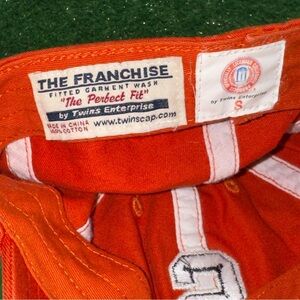 THE FRANCHISE
FITTED GARMENT WASH
"The Perfect Fit"
by Twins Enterprise
MADE IN CHINA
100% COTTON
www.twinscap.com
by Twins Enterprise
S